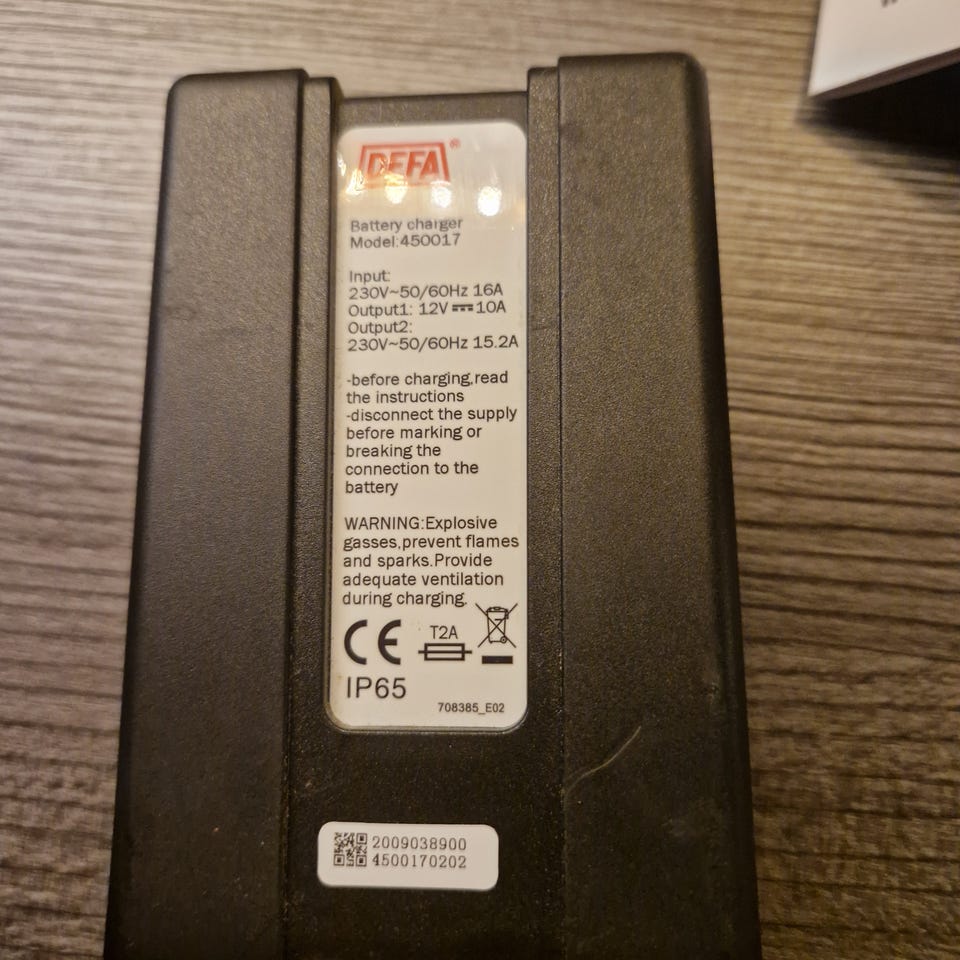 DEFA®
Battery charger
Model:450017
Input:
230V~50/60Hz 16A
Output1: 12V ⎓ 10A
Output2:
230V~50/60Hz 15.2A
-before charging,read
the instructions
-disconnect the supply
before marking or
breaking the
connection to the
battery
WARNING:Explosive
gasses,prevent flames
and sparks.Provide
adequate ventilation
during charging.
CE
T2A
IP65
708385_E02
2009038900
4500170202